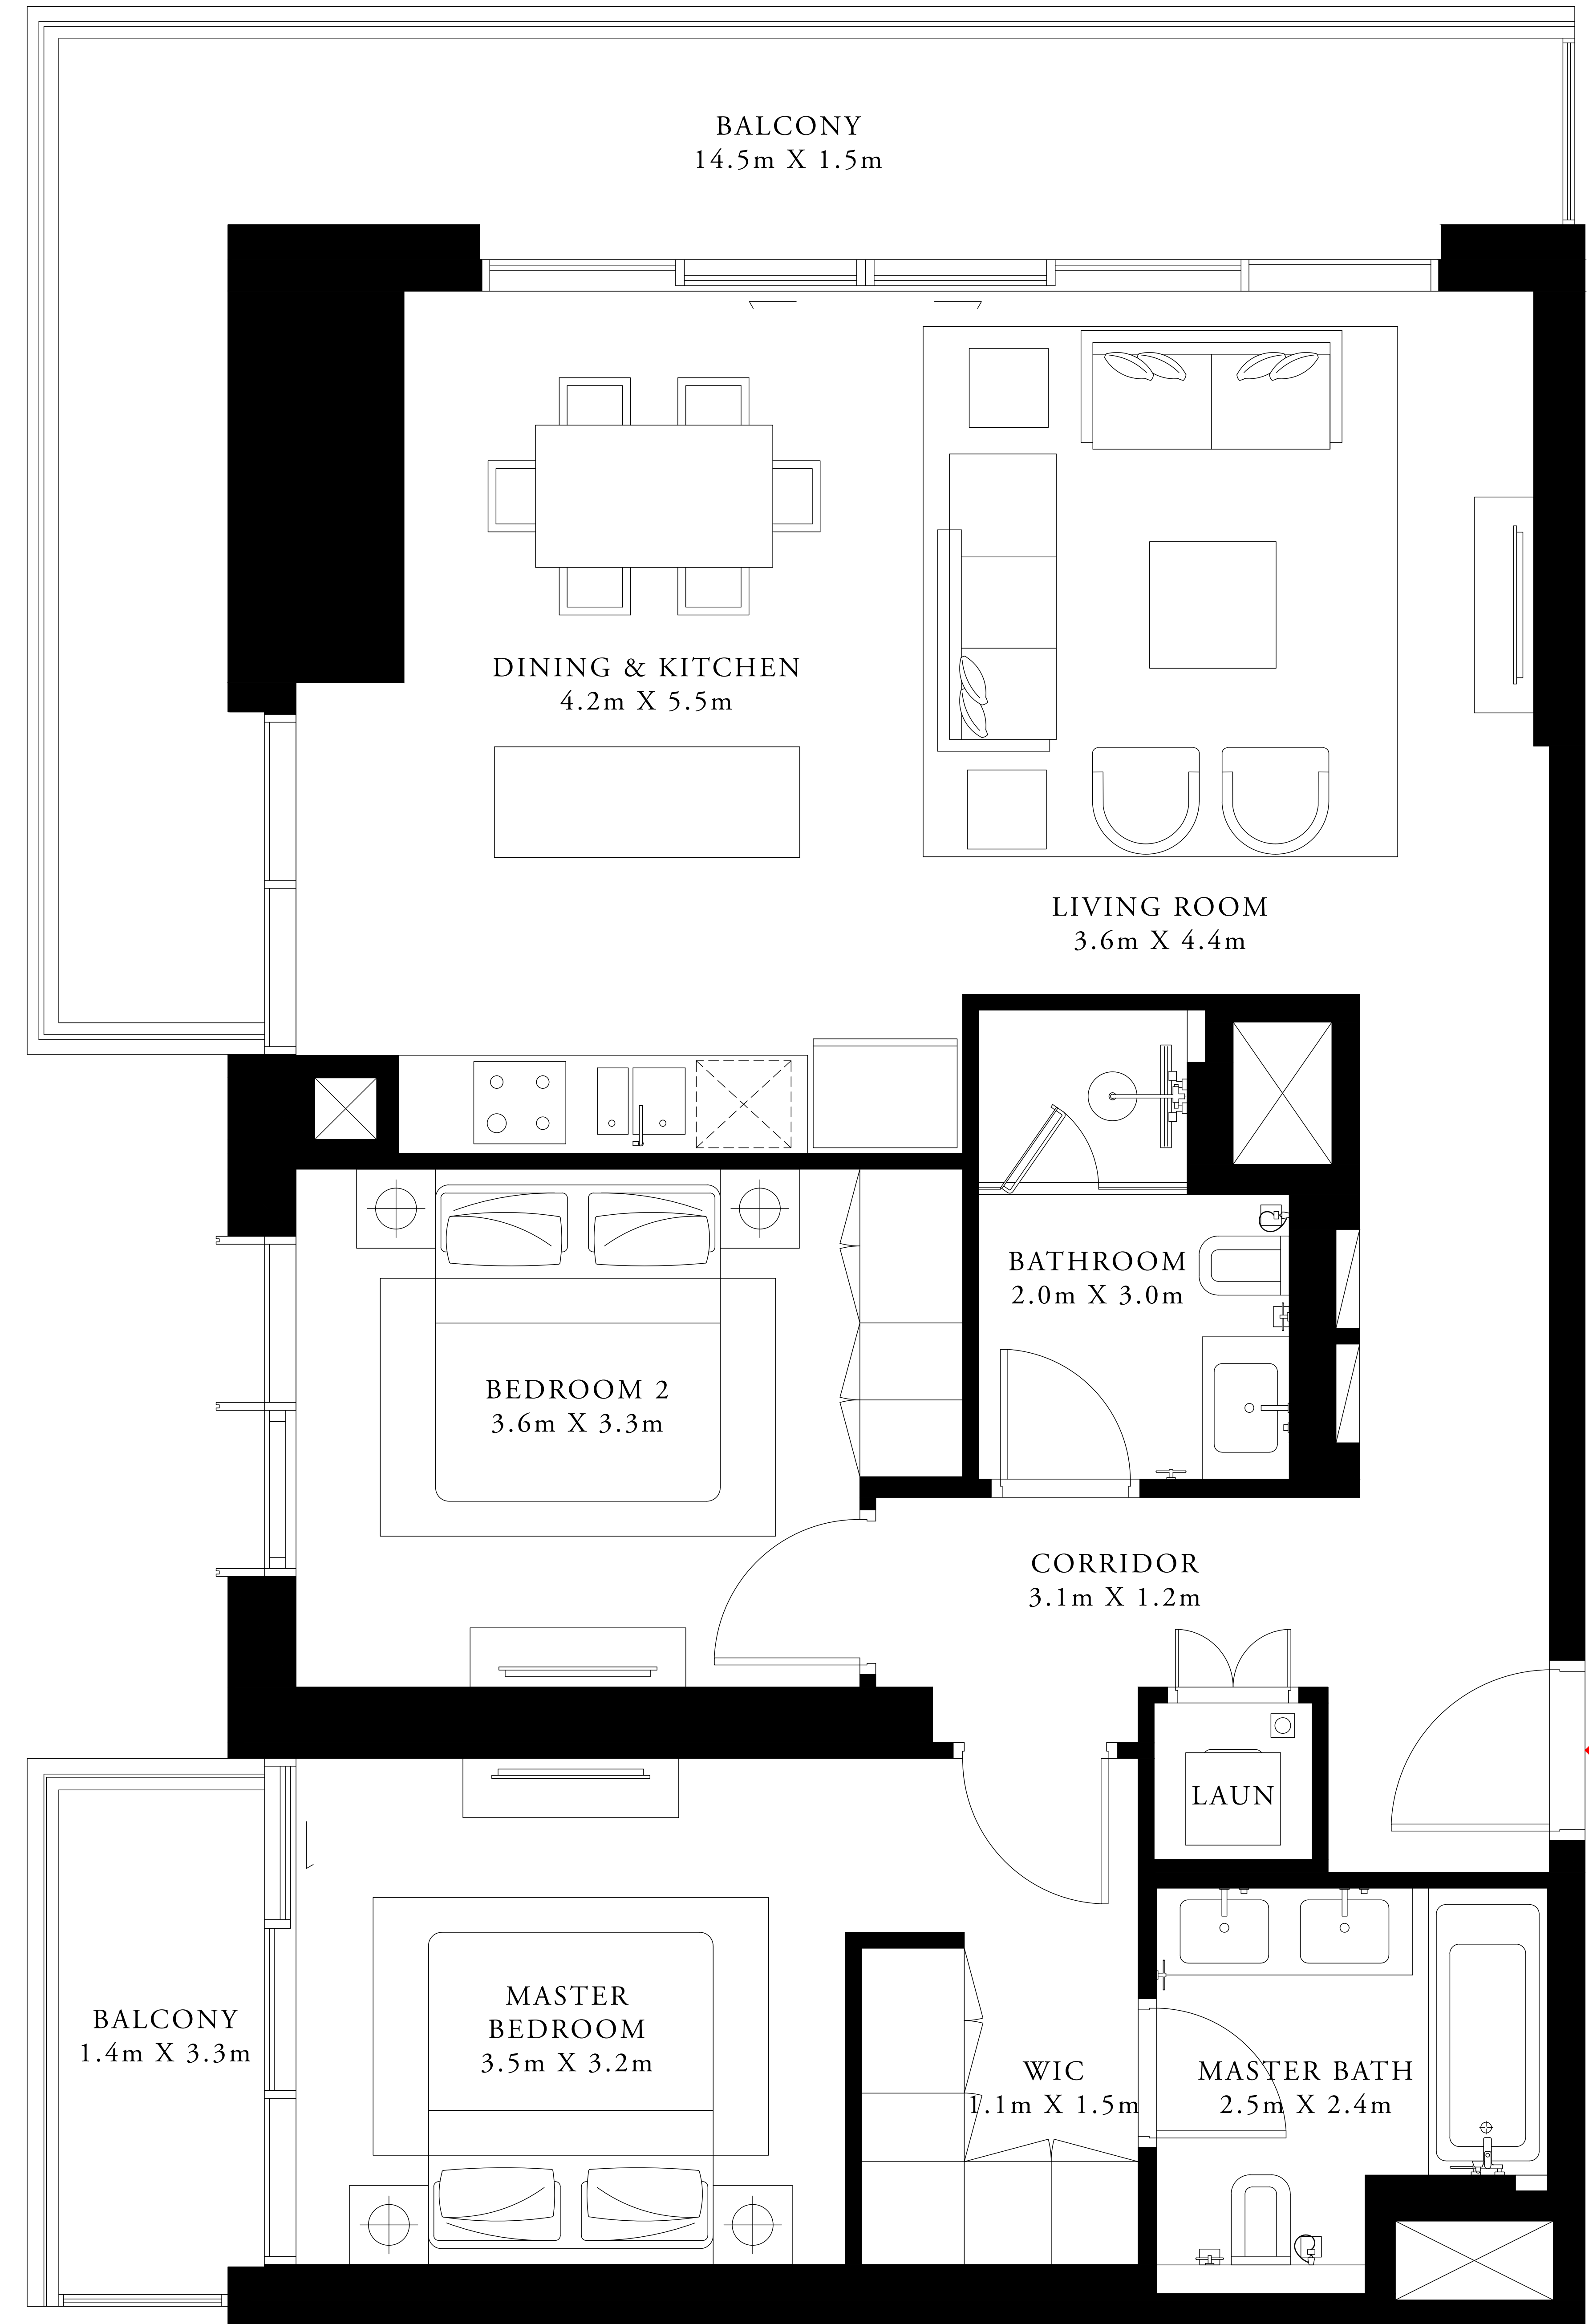 BALCONY
14.5m X 1.5m
DINING & KITCHEN
4.2m X 5.5m
LIVING ROOM
3.6m X 4.4m
BATHROOM
2.0m X 3.0m
BEDROOM 2
3.6m X 3.3m
CORRIDOR
3.1m X 1.2m
LAUN
BALCONY
1.4m X 3.3m
MASTER
BEDROOM
3.5m X 3.2m
WIC
1.1m X 1.5m
MASTER BATH
2.5m X 2.4m